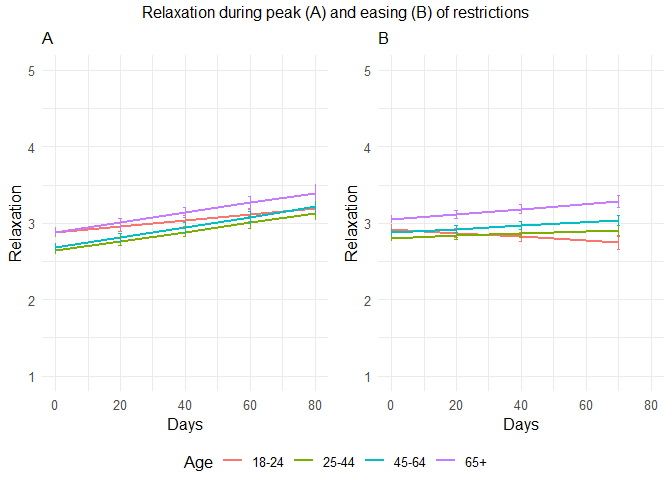 Relaxation during peak (A) and easing (B) of restrictions
A
B
5
4
3
2
1
Relaxation
0 20 40 60 80
Days
5
4
3
2
1
Relaxation
0 20 40 60 80
Days
Age 18-24 25-44 45-64 65+